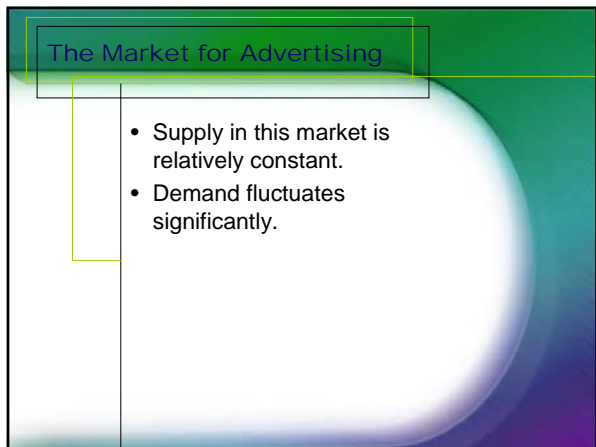 The Market for Advertising
• Supply in this market is
relatively constant.
• Demand fluctuates
significantly.